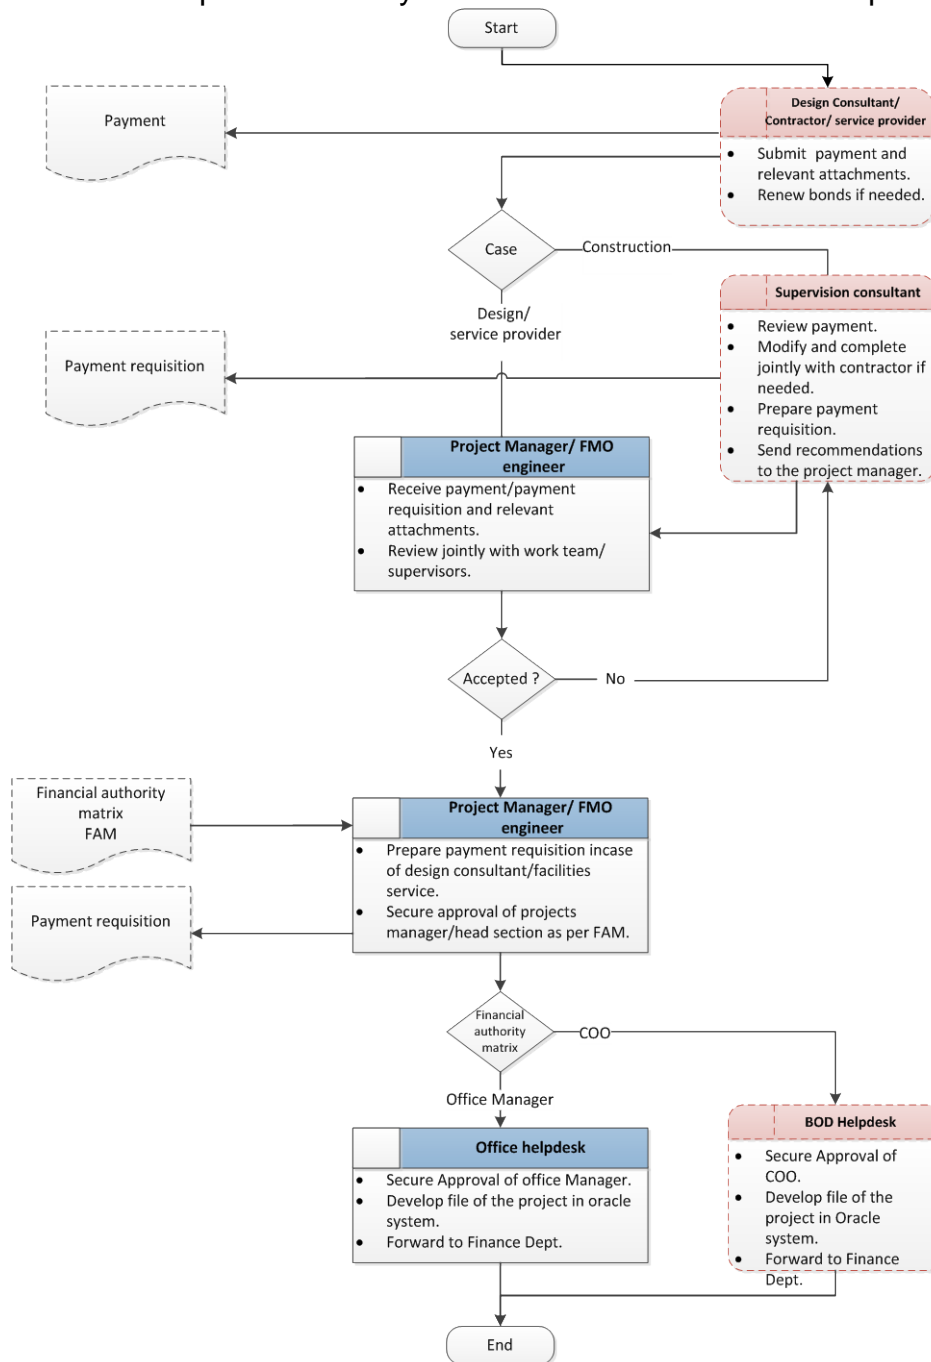 Start
Design Consultant/
Contractor/ service provider
• Submit payment and
relevant attachments.
• Renew bonds if needed.
Payment
Case
Construction
Design/
service provider
Supervision consultant
• Review payment.
• Modify and complete
jointly with contractor if
needed.
• Prepare payment
requisition.
• Send recommendations
to the project manager.
Payment requisition
Project Manager/ FMO
engineer
• Receive payment/payment
requisition and relevant
attachments.
• Review jointly with work team/
supervisors.
Accepted ?
No
Yes
Financial authority
matrix
FAM
Project Manager/ FMO
engineer
• Prepare payment requisition incase
of design consultant/facilities
service.
• Secure approval of projects
manager/head section as per FAM.
Payment requisition
Financial
authority
matrix
COO
Office Manager
Office helpdesk
• Secure Approval of office Manager.
• Develop file of the project in oracle
system.
• Forward to Finance Dept.
BOD Helpdesk
• Secure Approval of
COO.
• Develop file of the
project in Oracle
system.
• Forward to Finance
Dept.
End